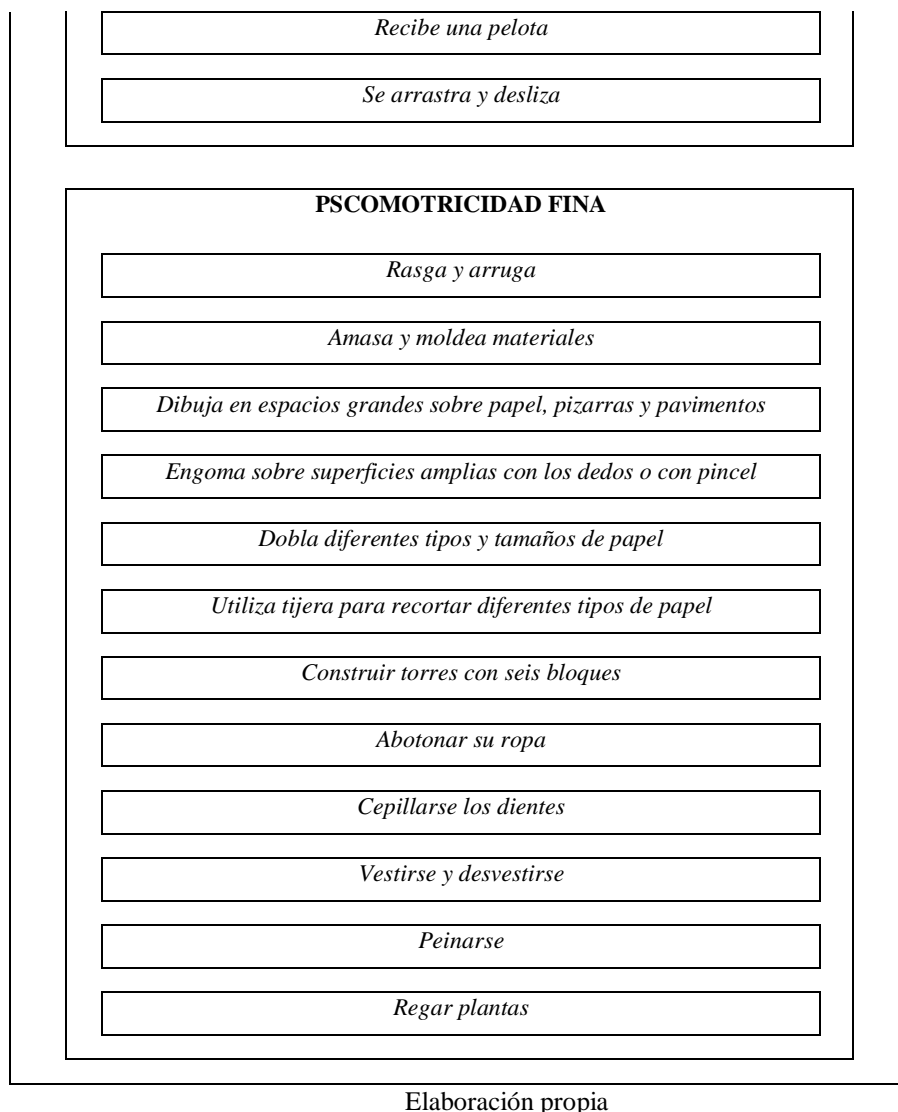 Recibe una pelota
Se arrastra y desliza
PSCOMOTRICIDAD FINA
Rasga y arruga
Amasa y moldea materiales
Dibuja en espacios grandes sobre papel, pizarras y pavimentos
Engoma sobre superficies amplias con los dedos o con pincel
Dobla diferentes tipos y tamaños de papel
Utiliza tijera para recortar diferentes tipos de papel
Construir torres con seis bloques
Abotonar su ropa
Cepillarse los dientes
Vestirse y desvestirse
Peinarse
Regar plantas
Elaboración propia